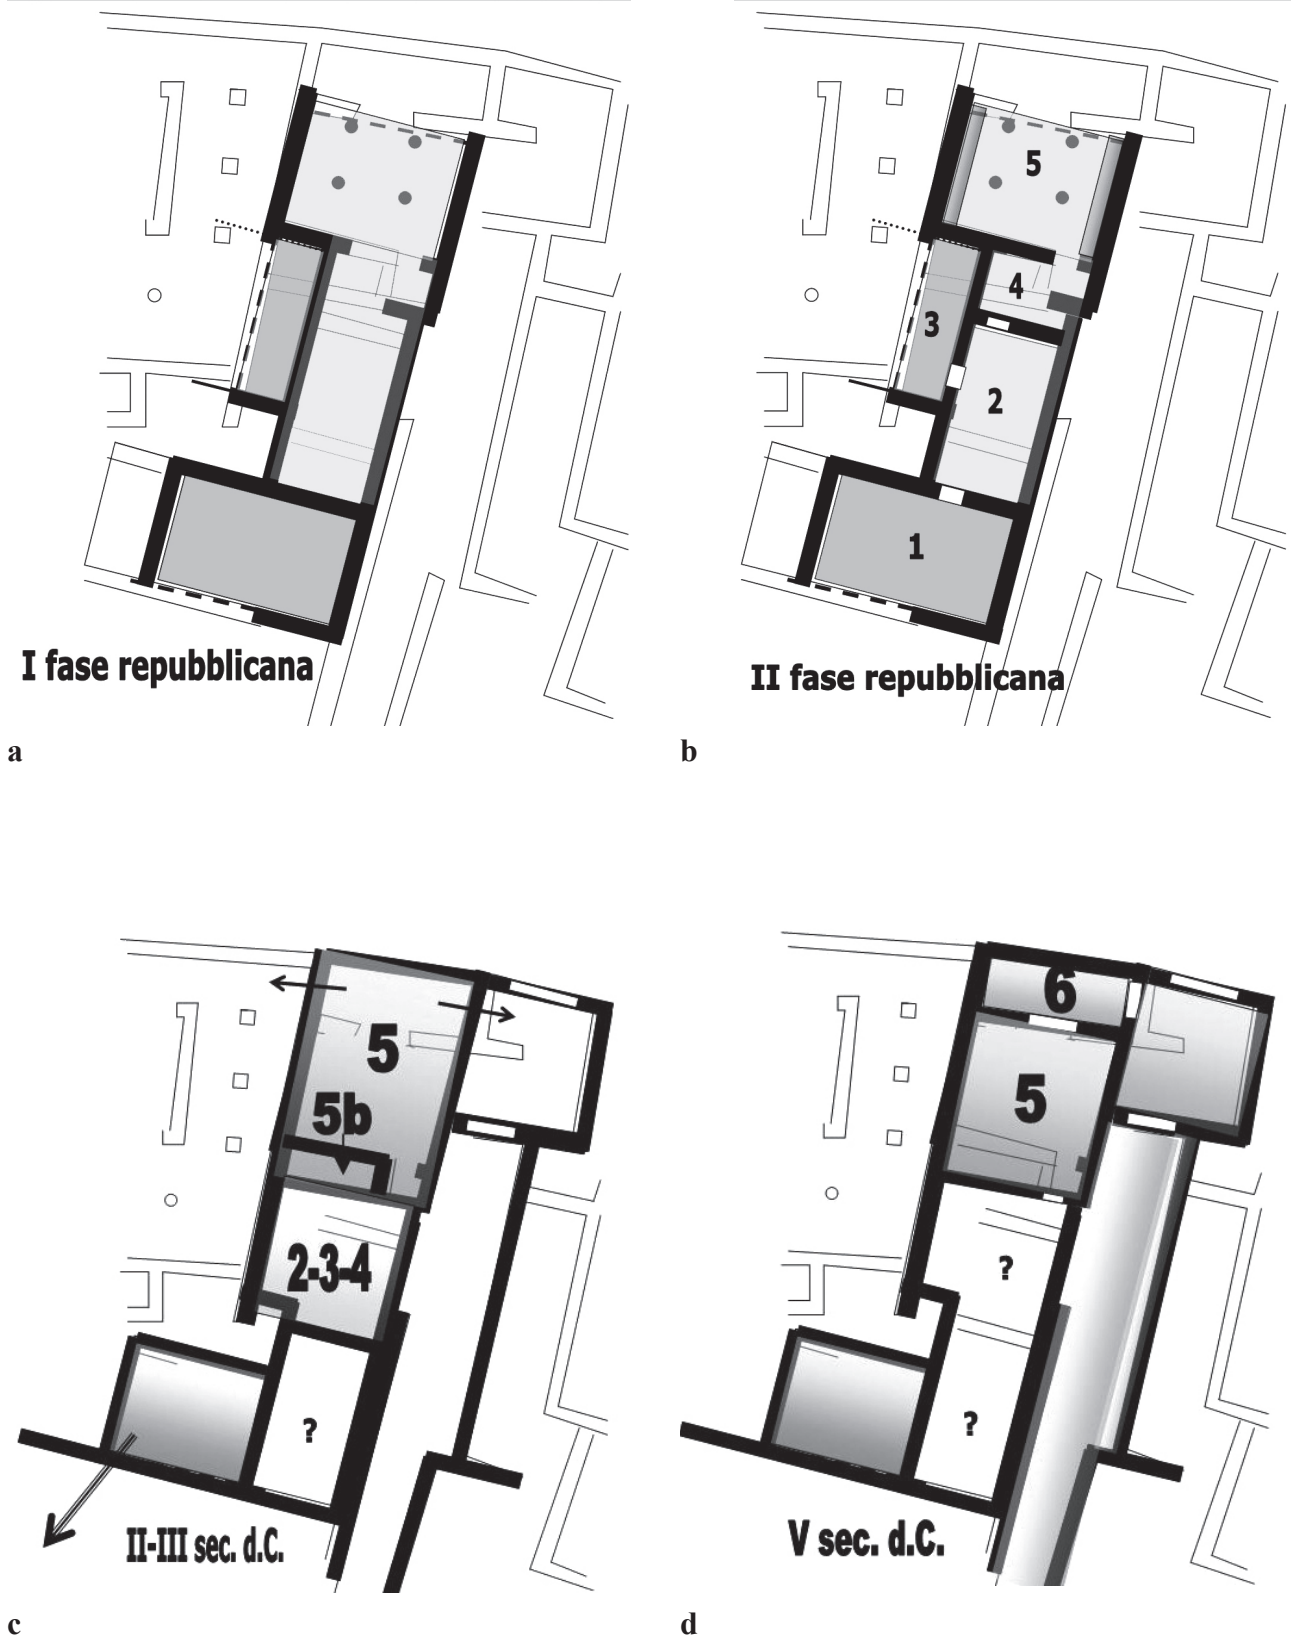 I fase repubblicana
a
5
4
3
2
1
II fase repubblicana
b
5
5b
2-3-4
?
II-III sec. d.C.
c
6
5
?
?
V sec. d.C.
d